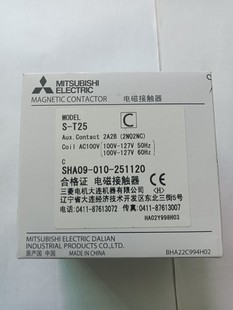 MITSUBISHI
ELECTRIC
MAGNETIC CONTACTOR 电磁接触器
MODEL
S-T25
C
Aux.Contact 2A2B (2NO2NC)
Coil AC100V 100V-127V 50Hz
100V-127V 60Hz
C
SHA09-010-251120
合格证 电磁接触器
三菱电机大连机器有限公司
辽宁省大连经济技术开发区东北三街5号
电话:0411-87613072 传真:0411-87613007
HA02Y998H03
MITSUBISHI ELECTRIC DALIAN
INDUSTRIAL PRODUCTS CO.,LTD.
原产国 中国 MADE IN CHINA
BHA22C994H02